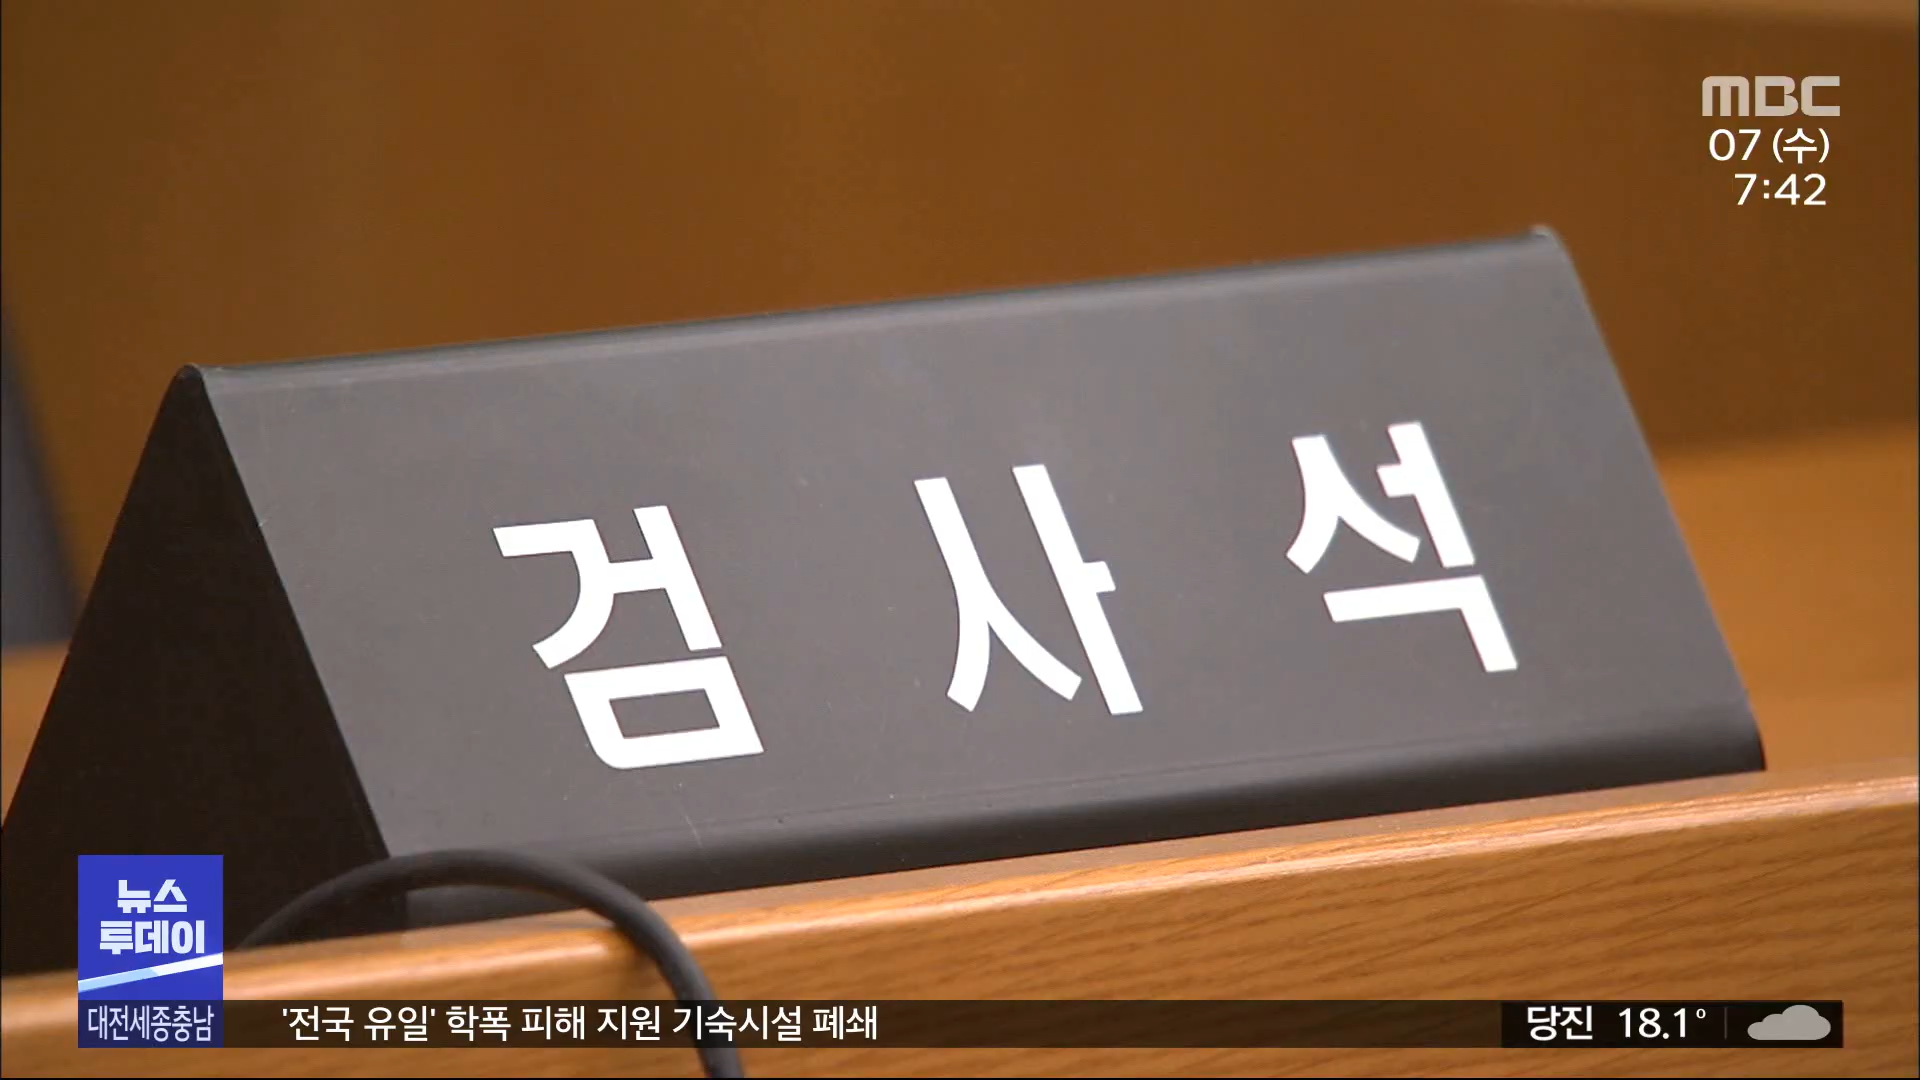 MBC
07 (수)
7:42
검사석
뉴스
투데이
대전세종충남
'전국 유일' 학폭 피해 지원 기숙시설 폐쇄
당진 18.1°